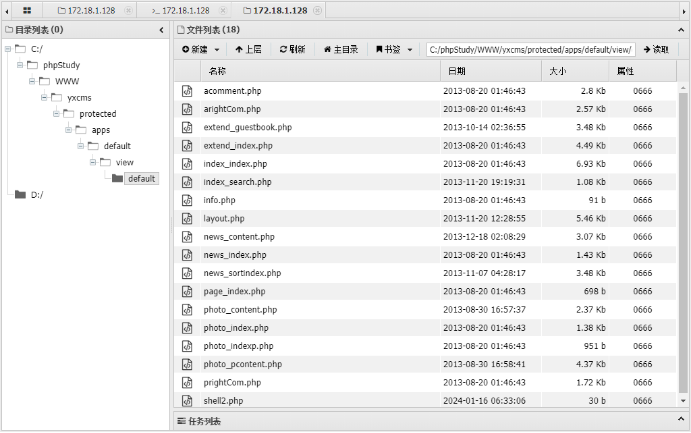 172.18.1.128 172.18.1.128 172.18.1.128
目录列表 (0)
C:/
phpStudy
WWW
yxcms
protected
apps
default
view
default
D:/
文件列表 (18)
新建 上层 刷新 主目录 书签 C:/phpStudy/WWW/yxcms/protected/apps/default/view/ 读取
名称 日期 大小 属性
acomment.php 2013-08-20 01:46:43 2.8 Kb 0666
arightCom.php 2013-08-20 01:46:43 2.57 Kb 0666
extend_guestbook.php 2013-10-14 02:36:55 3.48 Kb 0666
extend_index.php 2013-08-20 01:46:43 4.49 Kb 0666
index_index.php 2013-08-20 01:46:43 6.93 Kb 0666
index_search.php 2013-11-20 19:19:31 1.08 Kb 0666
info.php 2013-08-20 01:46:43 91 b 0666
layout.php 2013-11-20 12:28:55 5.46 Kb 0666
news_content.php 2013-12-18 02:08:29 3.07 Kb 0666
news_index.php 2013-08-20 01:46:43 1.43 Kb 0666
news_sortindex.php 2013-11-07 04:28:17 3.48 Kb 0666
page_index.php 2013-08-20 01:46:43 698 b 0666
photo_content.php 2013-08-30 16:57:37 2.37 Kb 0666
photo_index.php 2013-08-20 01:46:43 1.38 Kb 0666
photo_indexp.php 2013-08-20 01:46:43 951 b 0666
photo_pcontent.php 2013-08-30 16:58:41 4.37 Kb 0666
prightCom.php 2013-08-20 01:46:43 1.72 Kb 0666
shell2.php 2024-01-16 06:33:06 30 b 0666
任务列表